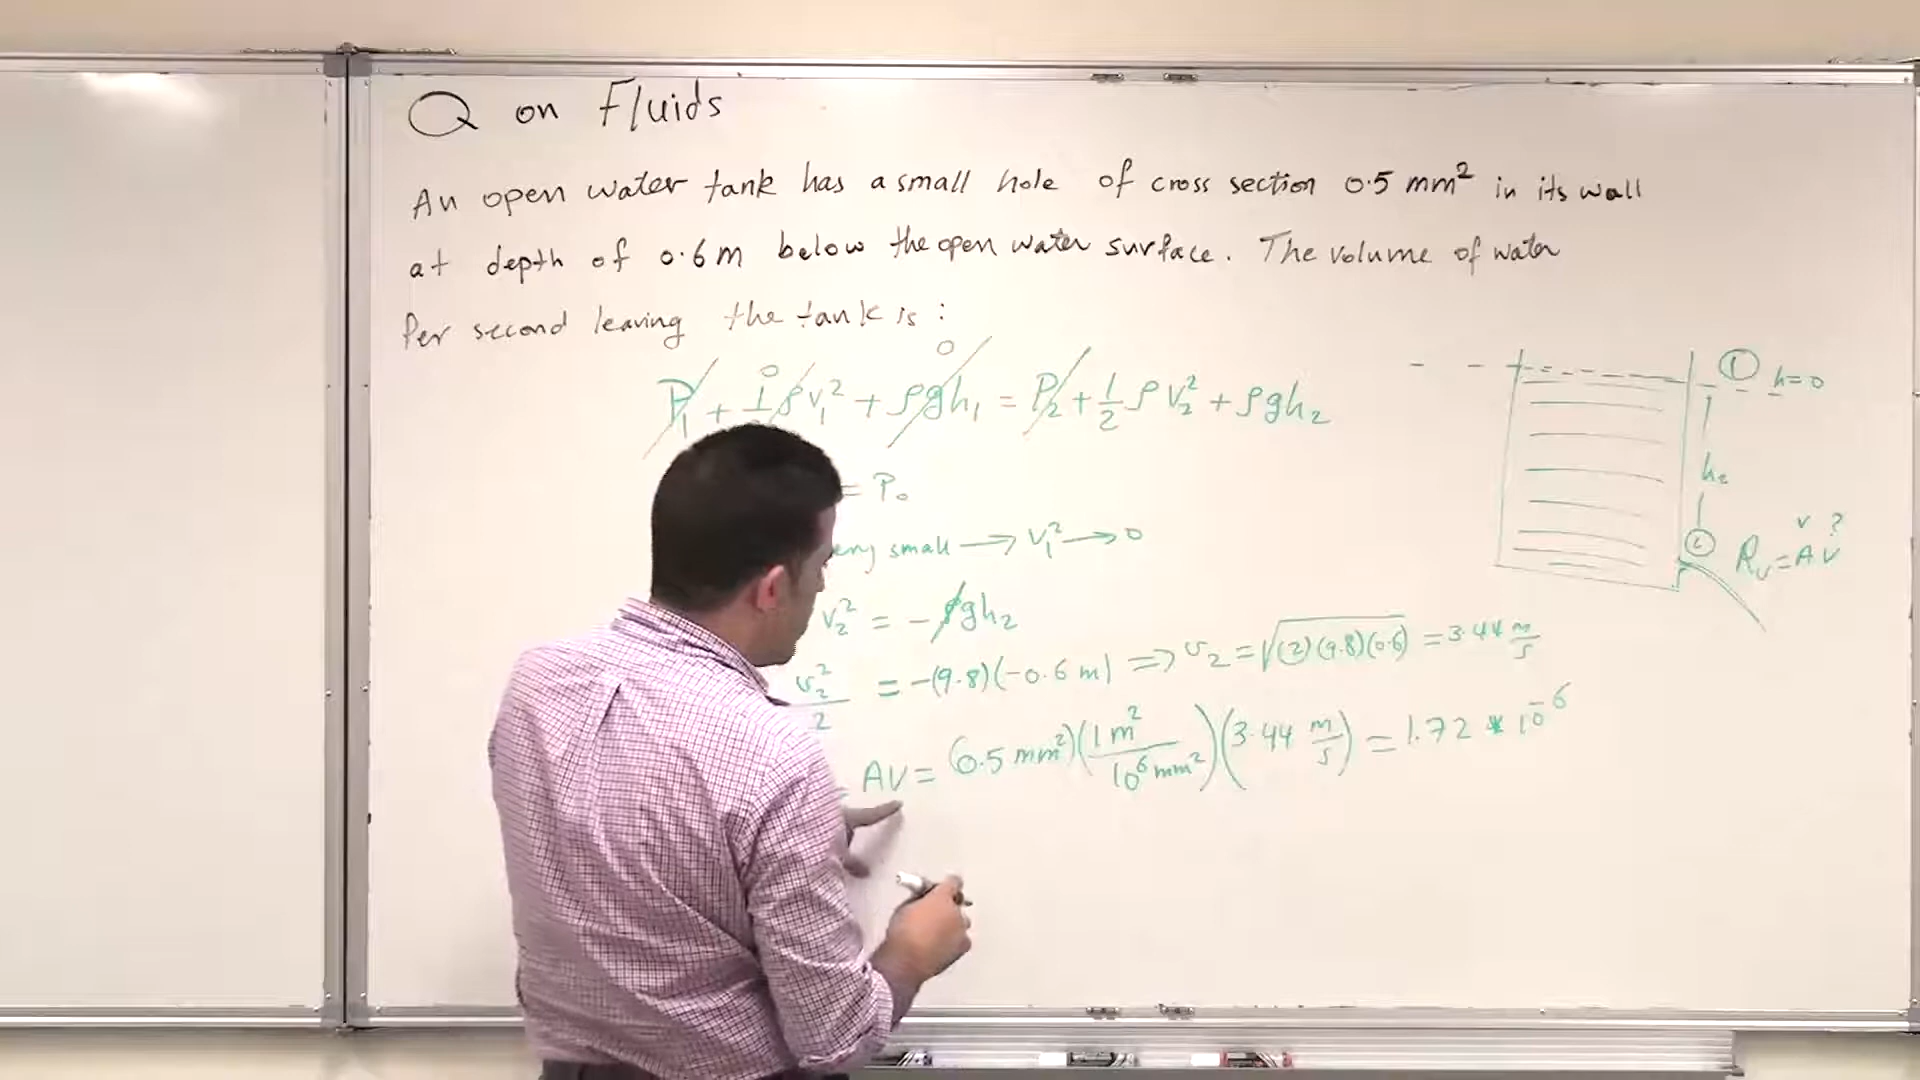 Q on Fluids
An open water tank has a small hole of cross section 0.5 mm² in its wall
at depth of 0.6 m below the open water surface. The volume of water
Per second leaving the tank is:
0 0
P₁ + 1 ρ v₁² + ρgh₁ = P₂ + 1/2 ρ v₂² + ρgh₂
= P₀
small → v₁² → 0
v₂² = -ρgh₂
v₂²/2 = -(9.8)(-0.6 m) => v₂ = √(2)(9.8)(0.6) = 3.44 m/s
= AV = (0.5 mm²)(1 m²/10⁶ mm²)(3.44 m/s) = 1.72 * 10⁻⁶
1 h=0
h₂
2
v ?
Rᵥ = A V